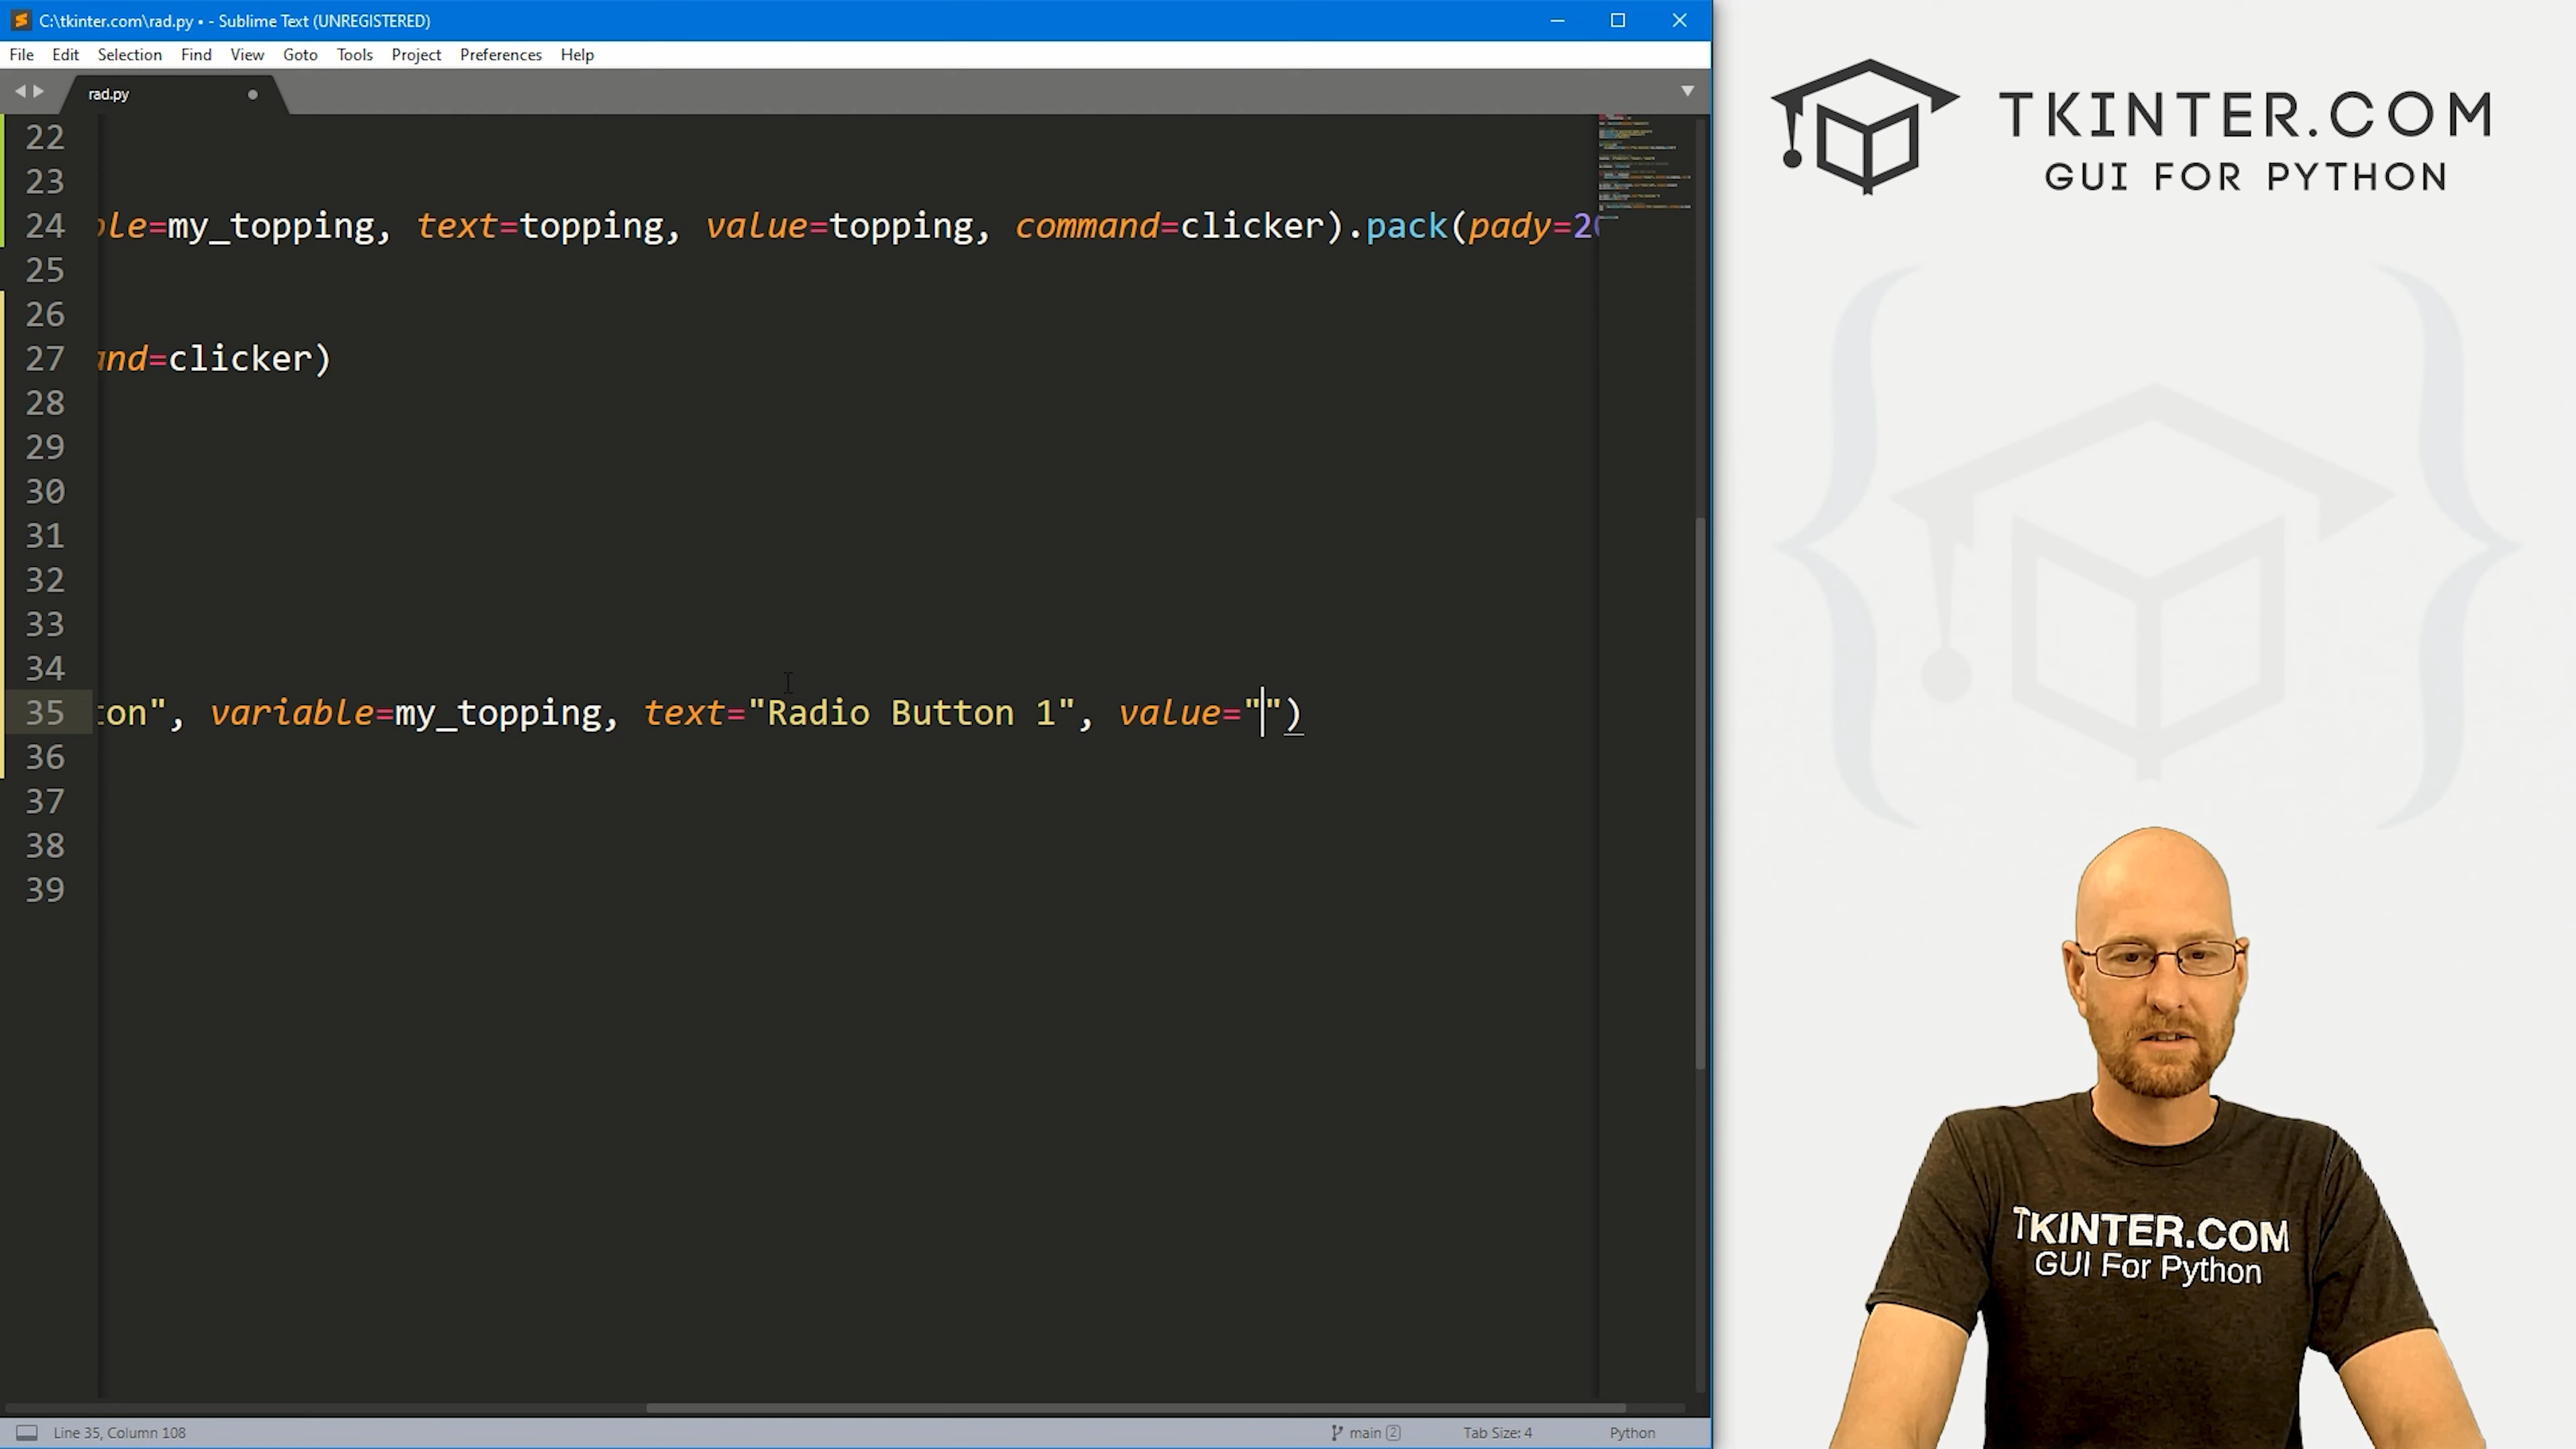 C:\tkinter.com\rad.py • - Sublime Text (UNREGISTERED)
File Edit Selection Find View Goto Tools Project Preferences Help
rad.py
22
23
24 ble=my_topping, text=topping, value=topping, command=clicker).pack(pady=20
25
26
27 and=clicker)
28
29
30
31
32
33
34
35 ton", variable=my_topping, text="Radio Button 1", value="")
36
37
38
39
Line 35, Column 108 main 2 Tab Size: 4 Python
TKINTER.COM
GUI FOR PYTHON
TKINTER.COM
GUI For Python